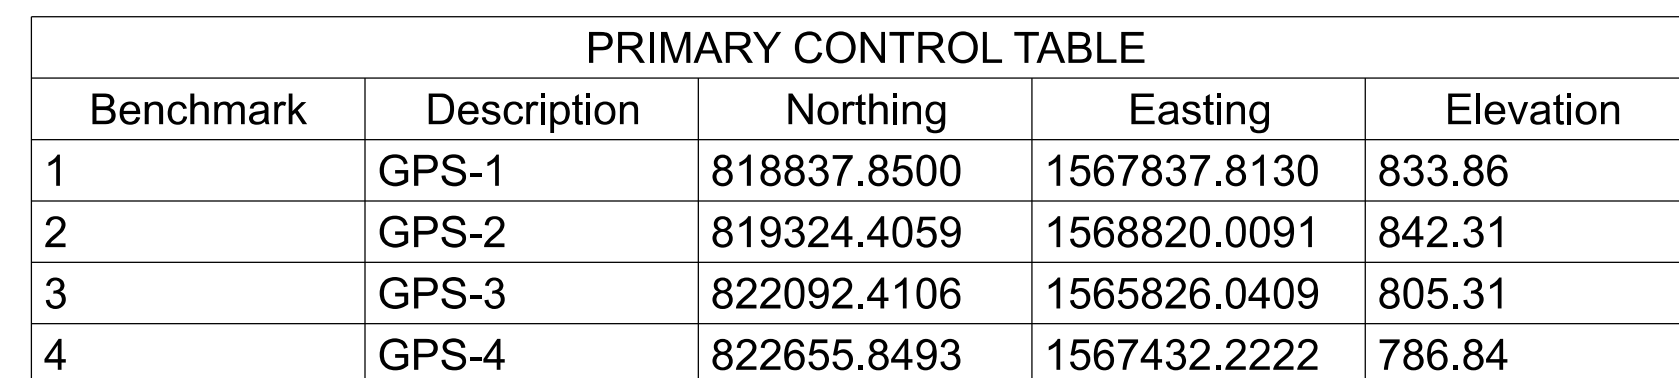 PRIMARY CONTROL TABLE
Benchmark Description Northing Easting Elevation
1 GPS-1 818837.8500 1567837.8130 833.86
2 GPS-2 819324.4059 1568820.0091 842.31
3 GPS-3 822092.4106 1565826.0409 805.31
4 GPS-4 822655.8493 1567432.2222 786.84